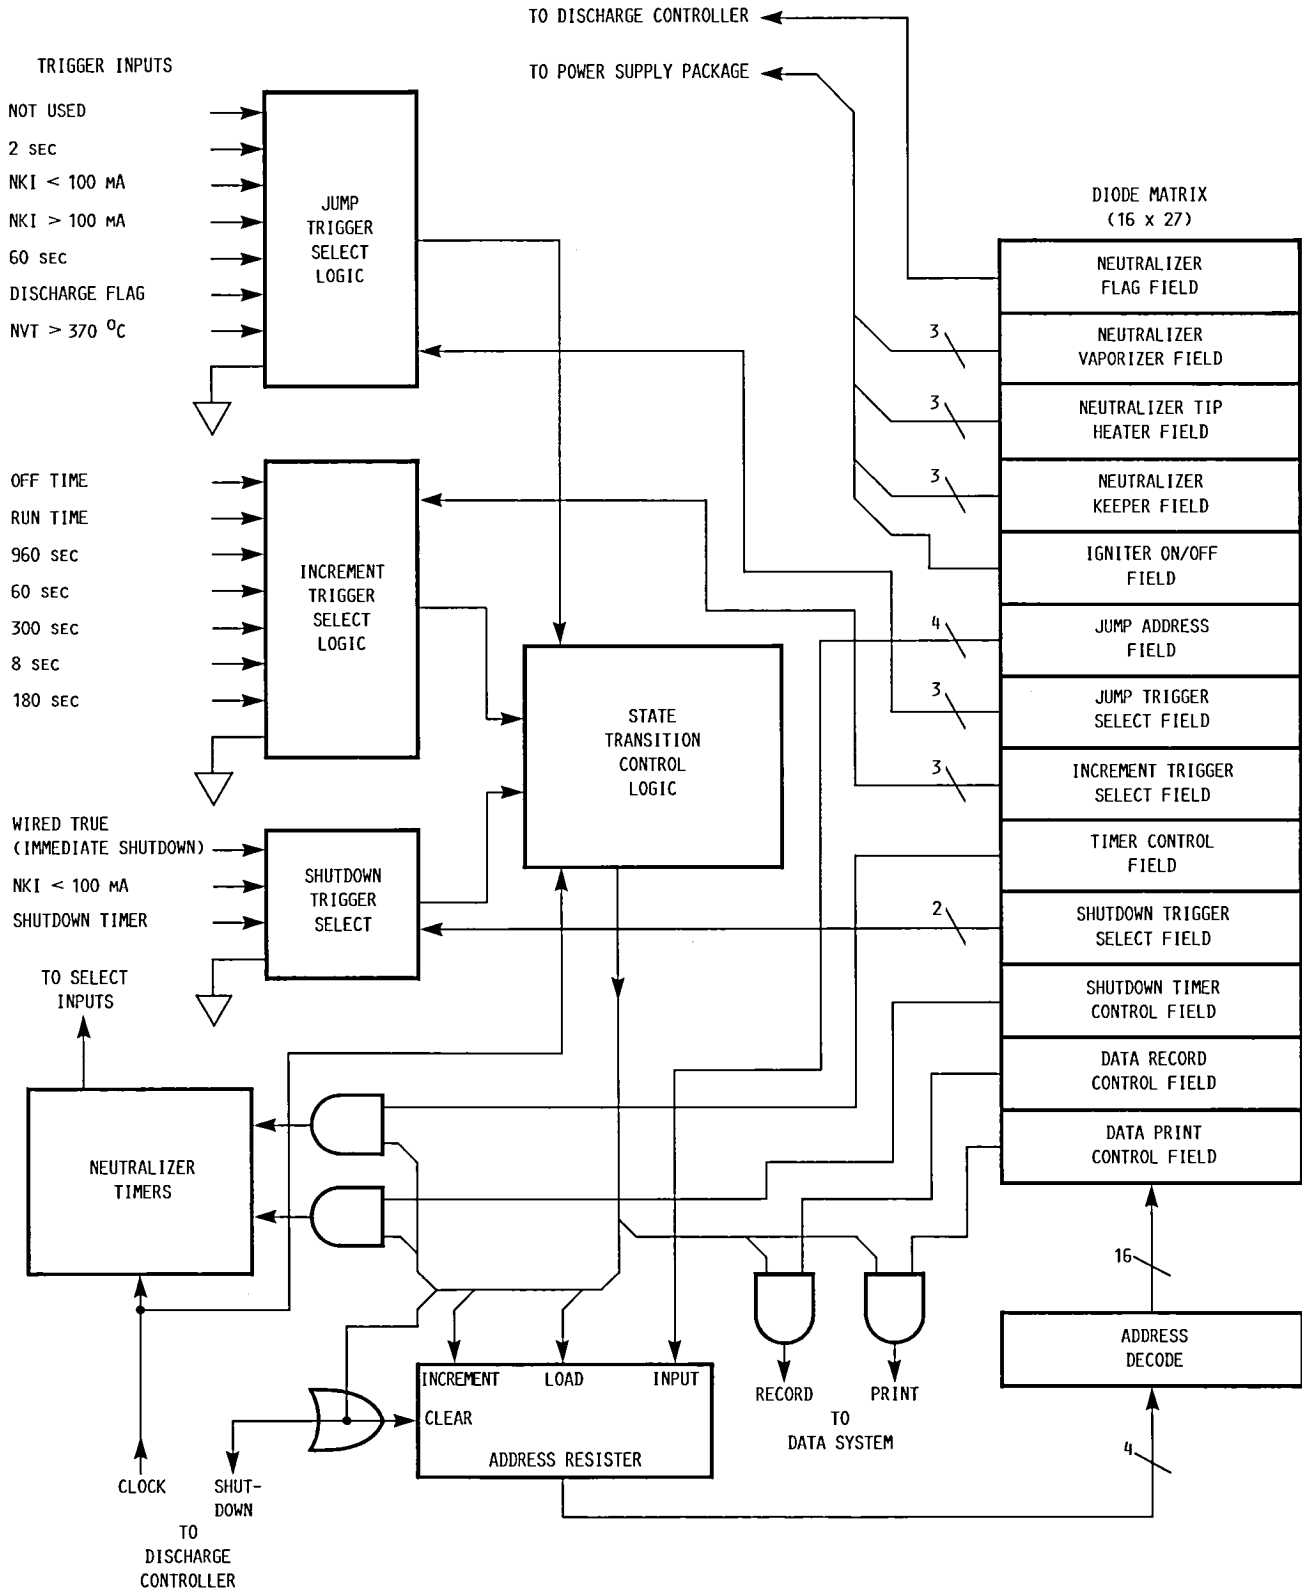 TO DISCHARGE CONTROLLER
TO POWER SUPPLY PACKAGE
TRIGGER INPUTS
NOT USED
2 SEC
NKI < 100 MA
NKI > 100 MA
60 SEC
DISCHARGE FLAG
NVT > 370 °C
JUMP
TRIGGER
SELECT
LOGIC
OFF TIME
RUN TIME
960 SEC
60 SEC
300 SEC
8 SEC
180 SEC
INCREMENT
TRIGGER
SELECT
LOGIC
WIRED TRUE
(IMMEDIATE SHUTDOWN)
NKI < 100 MA
SHUTDOWN TIMER
SHUTDOWN
TRIGGER
SELECT
STATE
TRANSITION
CONTROL
LOGIC
DIODE MATRIX
(16 x 27)
NEUTRALIZER
FLAG FIELD
3
NEUTRALIZER
VAPORIZER FIELD
3
NEUTRALIZER TIP
HEATER FIELD
3
NEUTRALIZER
KEEPER FIELD
IGNITER ON/OFF
FIELD
4
JUMP ADDRESS
FIELD
3
JUMP TRIGGER
SELECT FIELD
3
INCREMENT TRIGGER
SELECT FIELD
TIMER CONTROL
FIELD
2
SHUTDOWN TRIGGER
SELECT FIELD
SHUTDOWN TIMER
CONTROL FIELD
DATA RECORD
CONTROL FIELD
DATA PRINT
CONTROL FIELD
16
ADDRESS
DECODE
4
TO SELECT
INPUTS
NEUTRALIZER
TIMERS
CLOCK
SHUT-
DOWN
TO
DISCHARGE
CONTROLLER
INCREMENT
LOAD
INPUT
CLEAR
ADDRESS RESISTER
RECORD
PRINT
TO
DATA SYSTEM